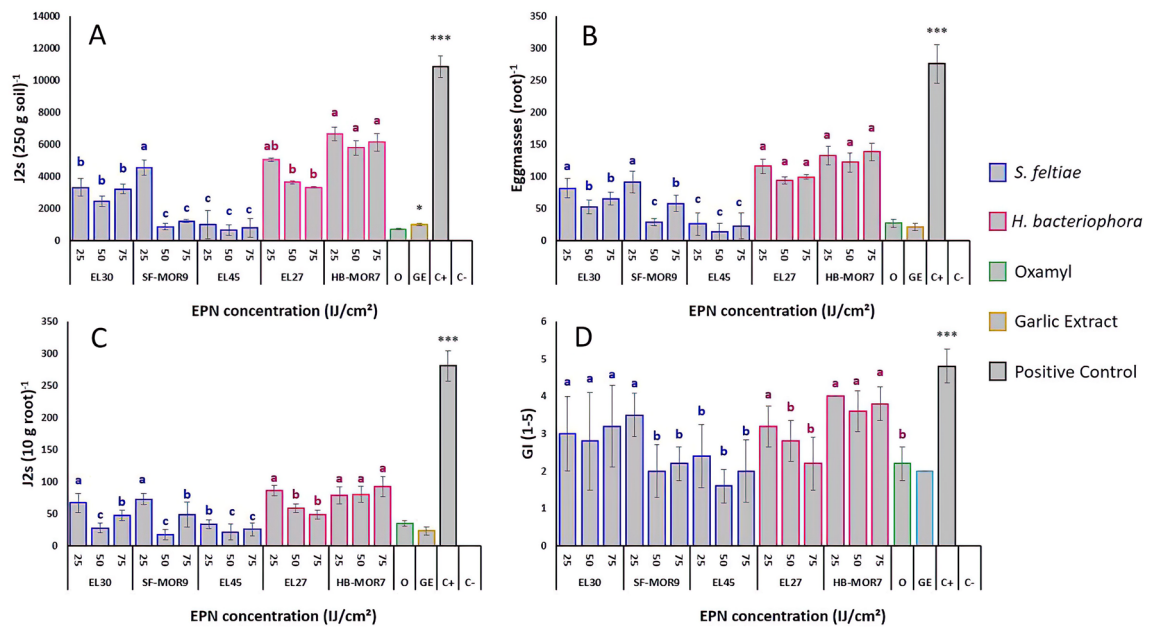 A
J2s (250 g soil)-1
14000
12000
10000
8000
6000
4000
2000
0
b b b a c c c c c ab b b a a a * ***
25 50 75 25 50 75 25 50 75 25 50 75 25 50 75
EL30 SF-MOR9 EL45 EL27 HB-MOR7 O GE C+ C-
EPN concentration (IJ/cm²)
B
Eggmasses (root)-1
350
300
250
200
150
100
50
0
a b b a c b c c c a a a a a a ***
25 50 75 25 50 75 25 50 75 25 50 75 25 50 75
EL30 SF-MOR9 EL45 EL27 HB-MOR7 O GE C+ C-
EPN concentration (IJ/cm²)
S. feltiae
H. bacteriophora
Oxamyl
Garlic Extract
Positive Control
C
J2s (10 g root)-1
350
300
250
200
150
100
50
0
a c b a c b b c c a b b a a a ***
25 50 75 25 50 75 25 50 75 25 50 75 25 50 75
EL30 SF-MOR9 EL45 EL27 HB-MOR7 O GE C+ C-
EPN concentration (IJ/cm²)
D
GI (1-5)
6
5
4
3
2
1
0
a a a a b b b b b a b b a a a b ***
25 50 75 25 50 75 25 50 75 25 50 75 25 50 75
EL30 SF-MOR9 EL45 EL27 HB-MOR7 O GE C+ C-
EPN concentration (IJ/cm²)